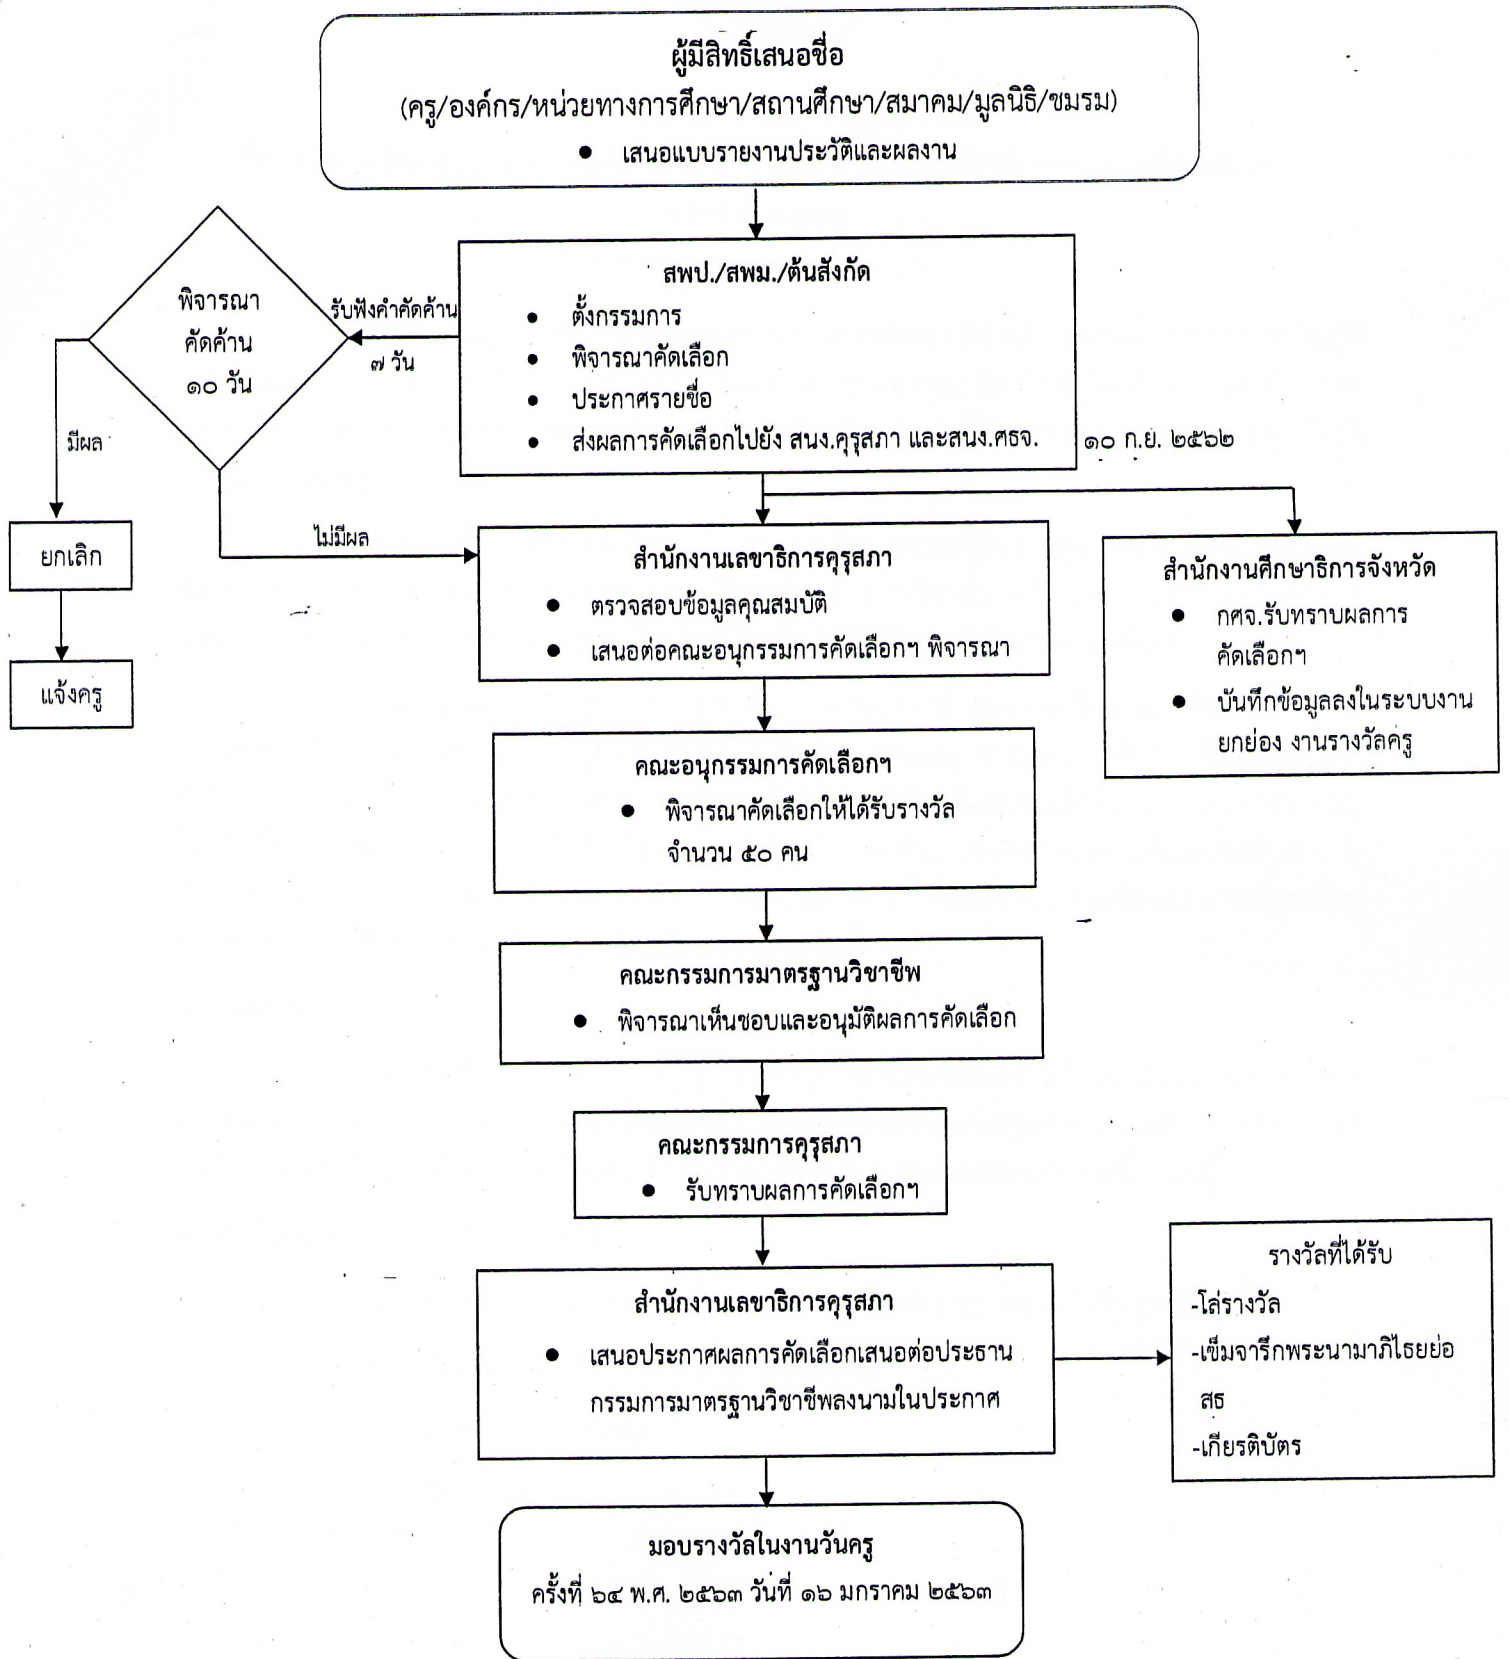 ผู้มีสิทธิ์เสนอชื่อ
(ครู/องค์กร/หน่วยทางการศึกษา/สถานศึกษา/สมาคม/มูลนิธิ/ชมรม)
• เสนอแบบรายงานประวัติและผลงาน
สพป./สพม./ต้นสังกัด
• ตั้งกรรมการ
• พิจารณาคัดเลือก
• ประกาศรายชื่อ
• ส่งผลการคัดเลือกไปยัง สนง.คุรุสภา และสนง.ศธจ.
๑๐ ก.ย. ๒๕๖๒
รับฟังคำคัดค้าน
๗ วัน
พิจารณา
คัดค้าน
๑๐ วัน
มีผล
ยกเลิก
แจ้งครู
ไม่มีผล
สำนักงานเลขาธิการคุรุสภา
• ตรวจสอบข้อมูลคุณสมบัติ
• เสนอต่อคณะอนุกรรมการคัดเลือกฯ พิจารณา
สำนักงานศึกษาธิการจังหวัด
• กศจ.รับทราบผลการ
คัดเลือกฯ
• บันทึกข้อมูลลงในระบบงาน
ยกย่อง งานรางวัลครู
คณะอนุกรรมการคัดเลือกฯ
• พิจารณาคัดเลือกให้ได้รับรางวัล
จำนวน ๕๐ คน
คณะกรรมการมาตรฐานวิชาชีพ
• พิจารณาเห็นชอบและอนุมัติผลการคัดเลือก
คณะกรรมการคุรุสภา
• รับทราบผลการคัดเลือกฯ
สำนักงานเลขาธิการคุรุสภา
• เสนอประกาศผลการคัดเลือกเสนอต่อประธาน
กรรมการมาตรฐานวิชาชีพลงนามในประกาศ
รางวัลที่ได้รับ
-โล่รางวัล
-เข็มจารึกพระนามาภิไธยย่อ
สธ
-เกียรติบัตร
มอบรางวัลในงานวันครู
ครั้งที่ ๖๔ พ.ศ. ๒๕๖๓ วันที่ ๑๖ มกราคม ๒๕๖๓